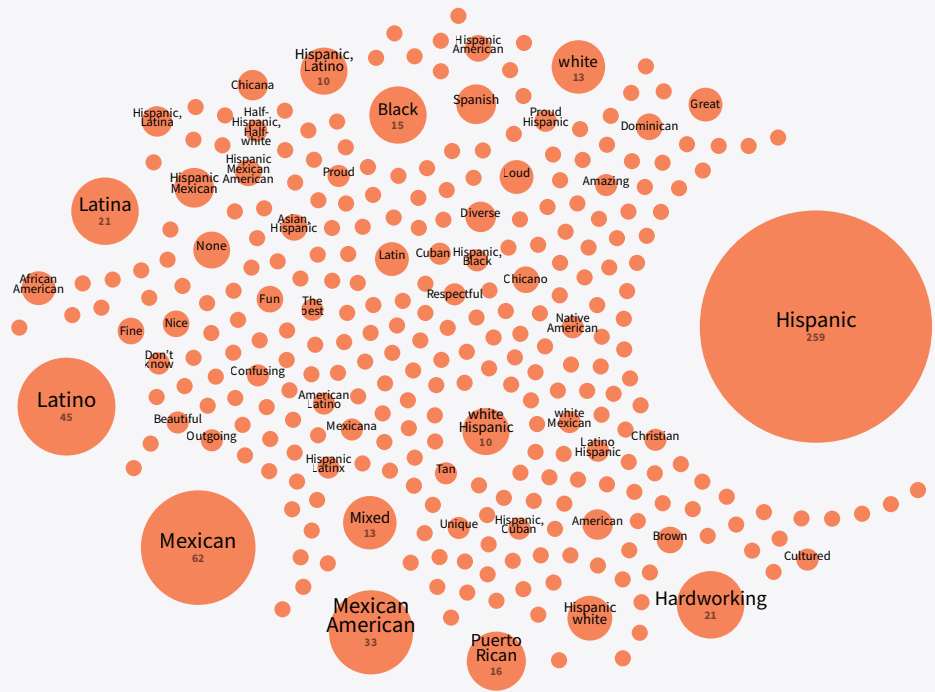 Hispanic
American
Hispanic,
Latino
10
white
13
Chicana
Spanish
Great
Black
15
Hispanic,
Latina
Half-
Hispanic,
Half-
white
Proud
Hispanic
Dominican
Hispanic
Mexican
American
Proud
Loud
Hispanic
Mexican
Amazing
Latina
21
Diverse
Asian,
Hispanic
None
Latin
Cuban
Hispanic,
Black
African
American
Chicano
Respectful
Fun
The
best
Hispanic
259
Fine
Nice
Native
American
Don't
know
Confusing
Latino
45
American
Latino
Beautiful
Mexicana
white
Hispanic
10
white
Mexican
Outgoing
Christian
Latino
Hispanic
Hispanic
Latinx
Tan
Mixed
13
Unique
Hispanic,
Cuban
American
Brown
Mexican
62
Cultured
Mexican
American
33
Hispanic
white
Hardworking
21
Puerto
Rican
16